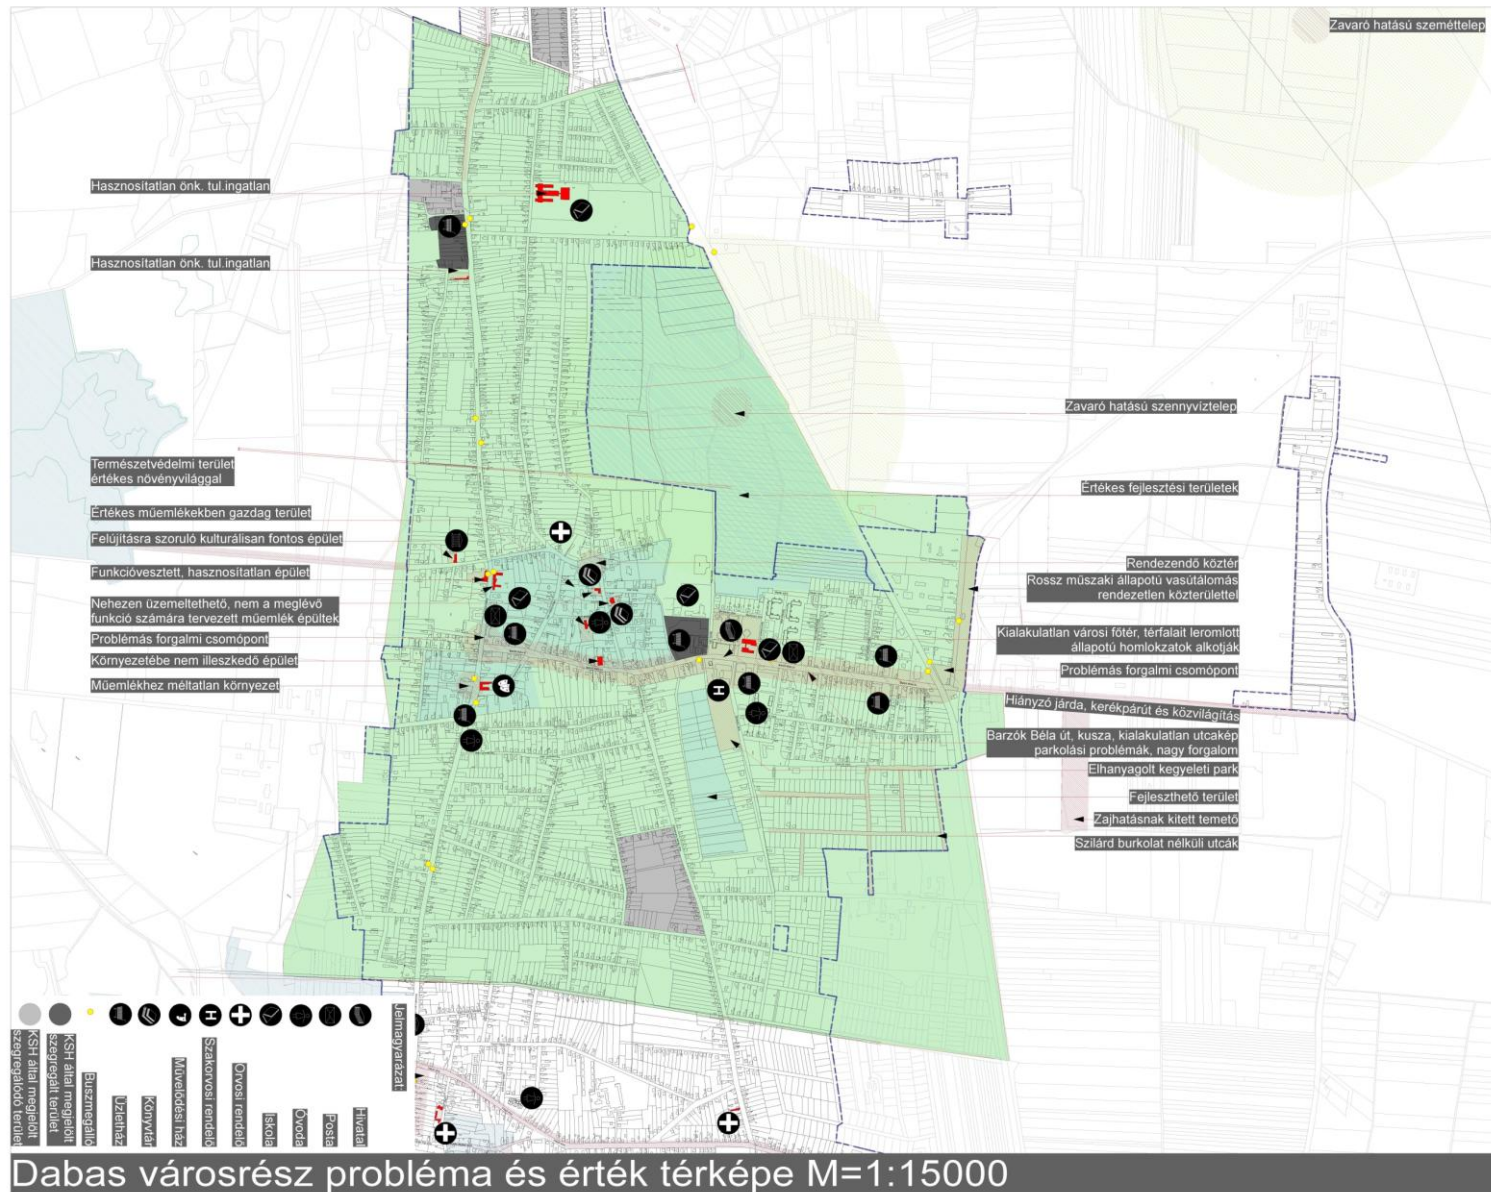 Zavaró hatású szeméttelep
Hasznosítatlan önk. tul.ingatlan
Hasznosítatlan önk. tul.ingatlan
Természetvédelmi terület
értékes növényvilággal
Értékes műemlékekben gazdag terület
Felújításra szoruló kulturálisan fontos épület
Funkcióvesztett, hasznosítatlan épület
Nehezen üzemeltethető, nem a meglévő
funkció számára tervezett műemlék épültek
Problémás forgalmi csomópont
Környezetébe nem illeszkedő épület
Műemlékhez méltatlan környezet
Zavaró hatású szennyvíztelep
Értékes fejlesztési területek
Rendezendő köztér
Rossz műszaki állapotú vasútálomás
rendezetlen közterülettel
Kialakulatlan városi főtér, térfalait leromlott
állapotú homlokzatok alkotják
Problémás forgalmi csomópont
Hiányzó járda, kerékpárút és közvilágítás
Barzók Béla út, kusza, kialakulatlan utcakép
parkolási problémák, nagy forgalom
Elhanyagolt kegyeleti park
Fejleszthető terület
Zajhatásnak kitett temető
Szilárd burkolat nélküli utcák
Jelmagyarázat:
Hivatal
Posta
Óvoda
Iskola
Orvosi rendelő
Szakorvosi rendelő
Művelődési ház
Könyvtár
Üzletház
Buszmegálló
KSH által megjelölt
szegregált terület
KSH által megjelölt
szegregálódó terület
H
H
Dabas városrész probléma és érték térképe M=1:15000